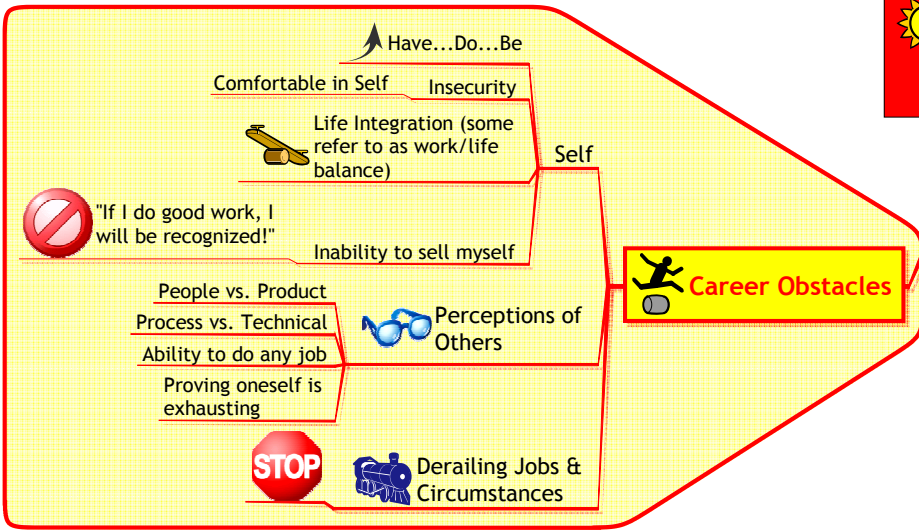 Have...Do...Be
Comfortable in Self
Insecurity
Life Integration (some
refer to as work/life
balance)
Self
"If I do good work, I
will be recognized!"
Inability to sell myself
Career Obstacles
People vs. Product
Process vs. Technical
Ability to do any job
Proving oneself is
exhausting
Perceptions of
Others
STOP
Derailing Jobs &
Circumstances